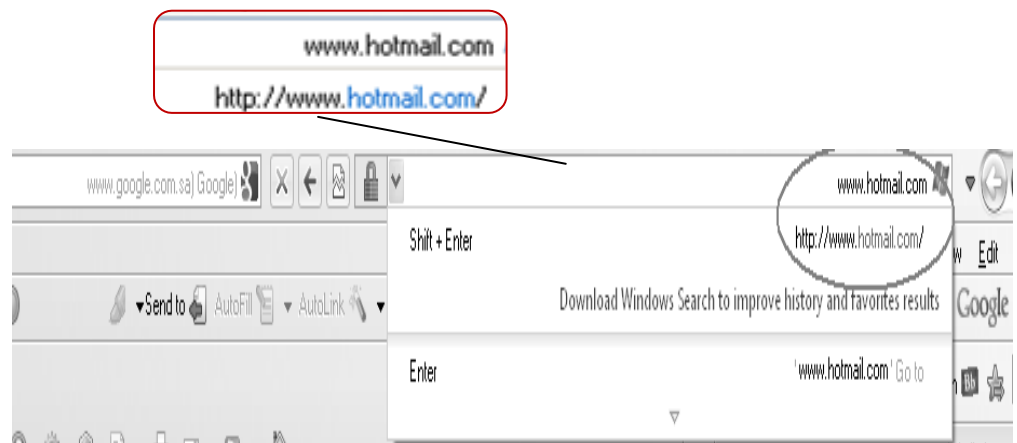 www.hotmail.com
http://www.hotmail.com/
www.google.com.sa) Google)
www.hotmail.com
Shift + Enter
http://www.hotmail.com/
w Edit
Send to AutoFill AutoLink
Download Windows Search to improve history and favorites results
Google
Enter
'www.hotmail.com' Go to
Bb